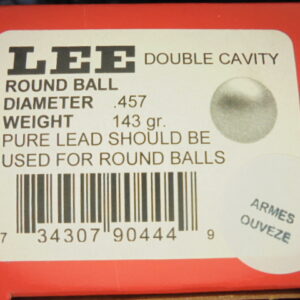 LEE DOUBLE CAVITY
ROUND BALL
DIAMETER .457
WEIGHT 143 gr.
PURE LEAD SHOULD BE
USED FOR ROUND BALLS
7 34307 90444 9
ARMES
OUVEZE